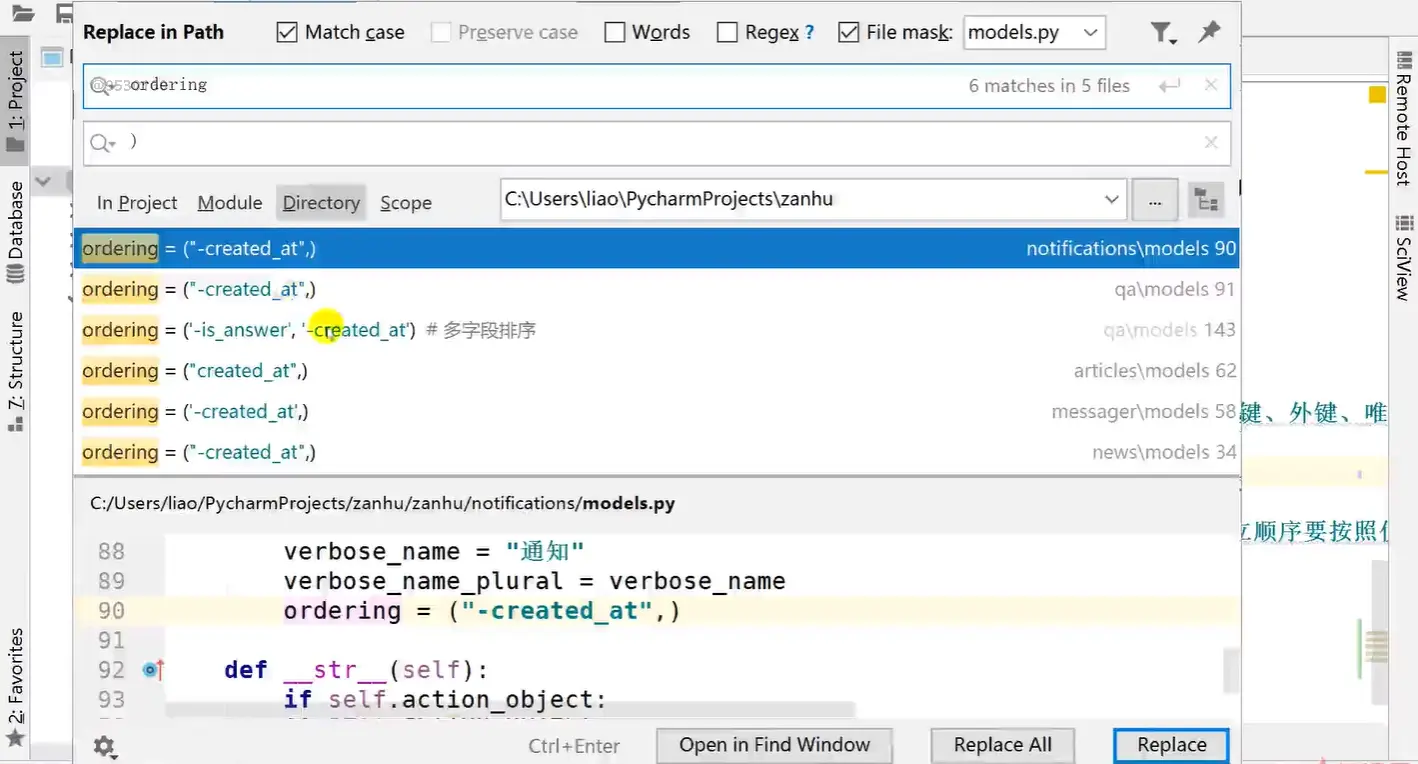 Replace in Path Match case Preserve case Words Regex ? File mask: models.py
ordering 6 matches in 5 files
)
In Project Module Directory Scope C:\Users\liao\PycharmProjects\zanhu ...
ordering = ("-created_at",) notifications\models 90
ordering = ("-created_at",) qa\models 91
ordering = ('-is_answer', '-created_at') # 多字段排序 qa\models 143
ordering = ("created_at",) articles\models 62
ordering = ('-created_at',) messager\models 58
ordering = ("-created_at",) news\models 34
C:/Users/liao/PycharmProjects/zanhu/zanhu/notifications/models.py
88 verbose_name = "通知"
89 verbose_name_plural = verbose_name
90 ordering = ("-created_at",)
91
92 def __str__(self):
93 if self.action_object:
Ctrl+Enter Open in Find Window Replace All Replace
1: Project
Database
7: Structure
2: Favorites
Remote Host
SciView
键、外键、唯
顺序要按照